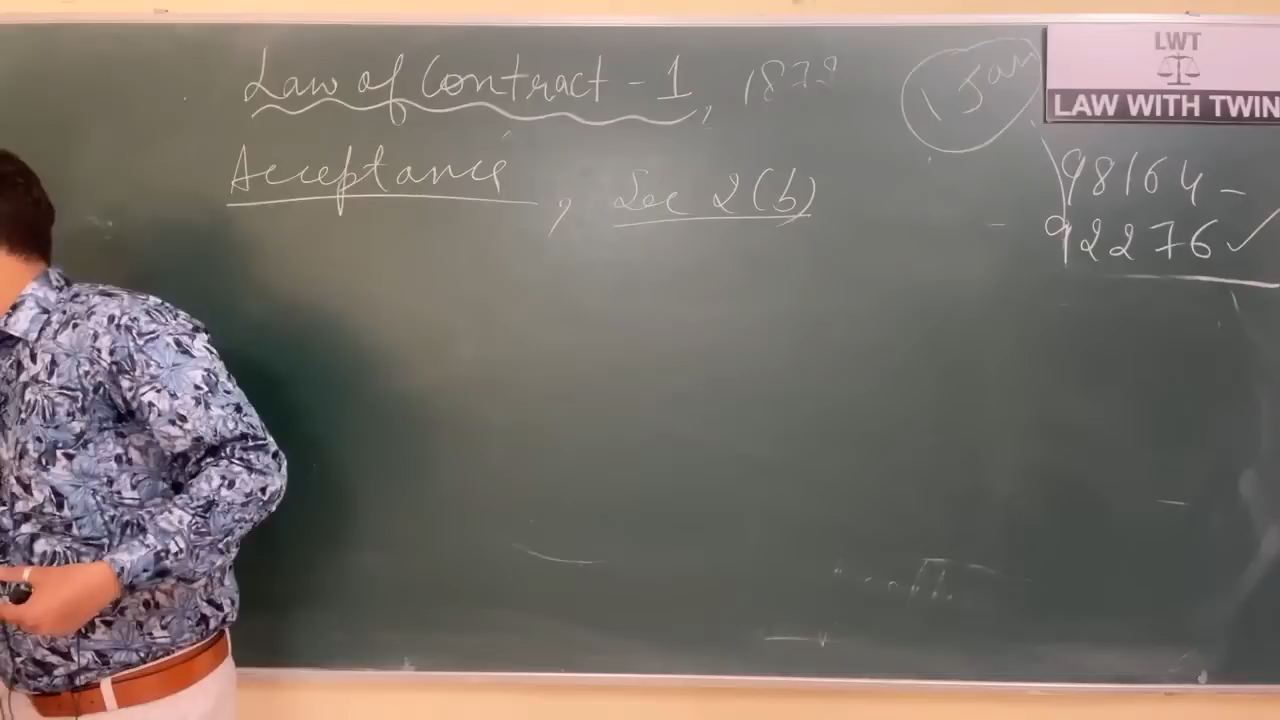 Law of Contract - 1, 1872
Acceptance, Sec 2(b)
1 Jan
LWT
LAW WITH TWIN
98164-
92276